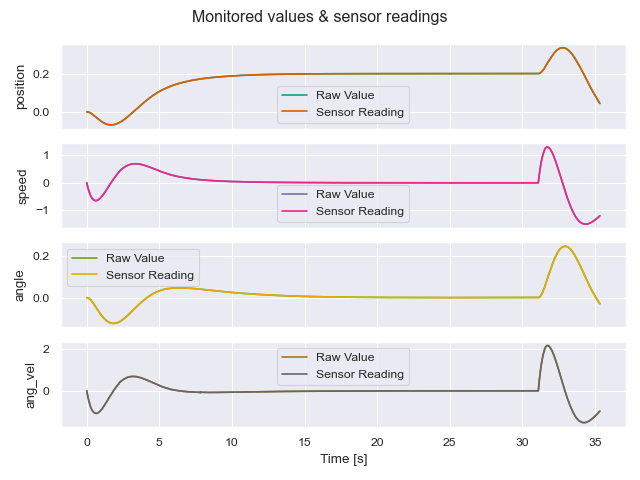 Monitored values & sensor readings
position
0.2
0.0
Raw Value
Sensor Reading
speed
1
0
−1
Raw Value
Sensor Reading
angle
0.2
0.0
Raw Value
Sensor Reading
ang_vel
2
0
Raw Value
Sensor Reading
0 5 10 15 20 25 30 35
Time [s]